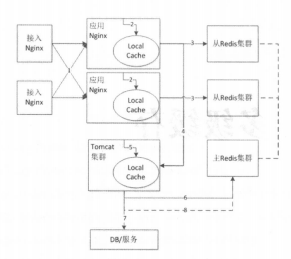 接入
Nginx
应用
Nginx
2
Local
Cache
3
从Redis集群
1
接入
Nginx
应用
Nginx
2
Local
Cache
3
从Redis集群
4
Tomcat
集群
5
Local
Cache
主Redis集群
6
8
7
DB/服务